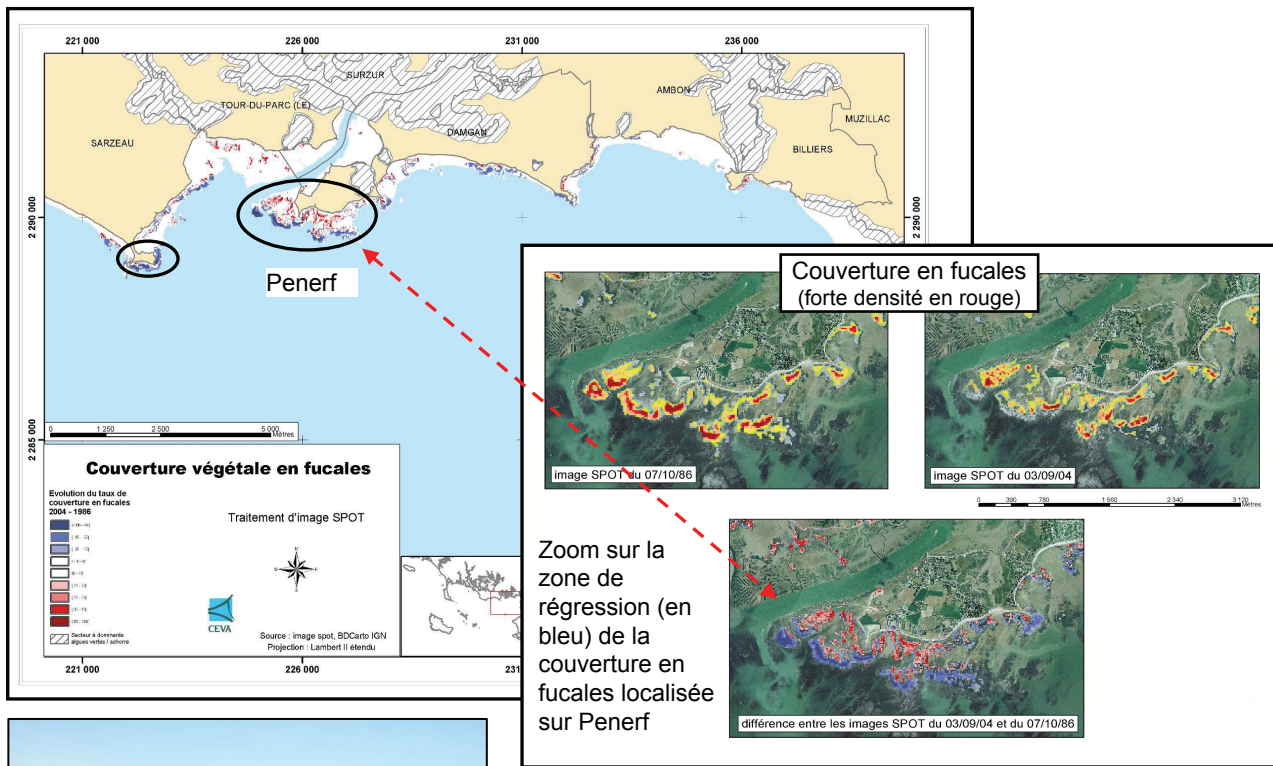 221 000
226 000
231 000
236 000
SURZUR
AMBON
TOUR-DU-PARC (LE)
MUZILLAC
DAMGAN
SARZEAU
BILLIERS
2 290 000
2 290 000
Penerf
2 285 000
0 1 250 2 500 5 000
Mètres
Couverture végétale en fucales
Evolution du taux de
couverture en fucales
2004 - 1986
Traitement d'image SPOT
Secteur à dominante
algues vertes / schorre
CEVA
Source : image spot, BDCarto IGN
Projection : Lambert II étendu
221 000
226 000
Couverture en fucales
(forte densité en rouge)
image SPOT du 07/10/86
image SPOT du 03/09/04
0 390 780 1 560 2 340 3 120
Mètres
Zoom sur la
zone de
régression (en
bleu) de la
couverture en
fucales localisée
sur Penerf
différence entre les images SPOT du 03/09/04 et du 07/10/86